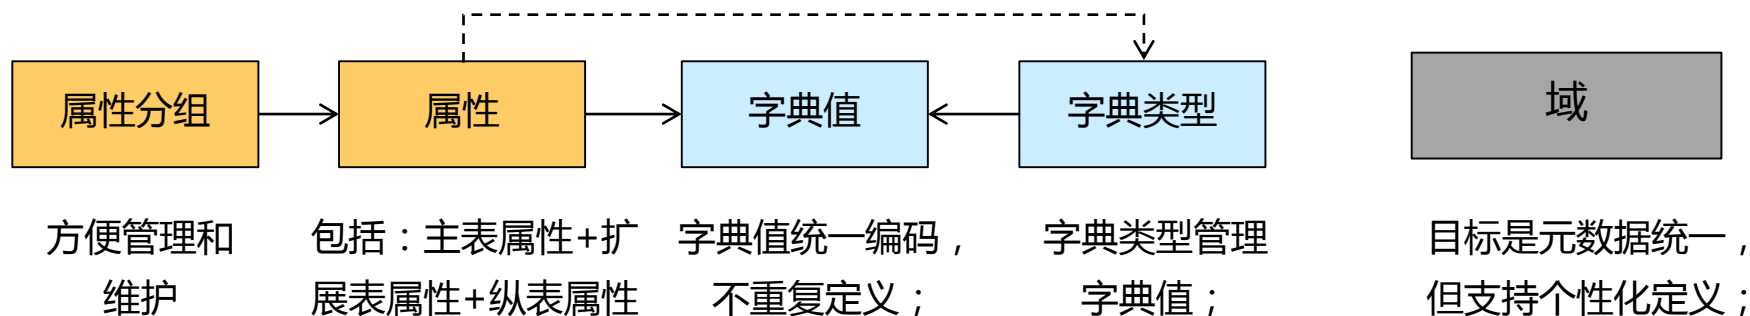 属性分组
属性
字典值
字典类型
域
方便管理和
维护
包括：主表属性+扩
展表属性+纵表属性
字典值统一编码，
不重复定义；
字典类型管理
字典值；
目标是元数据统一，
但支持个性化定义；